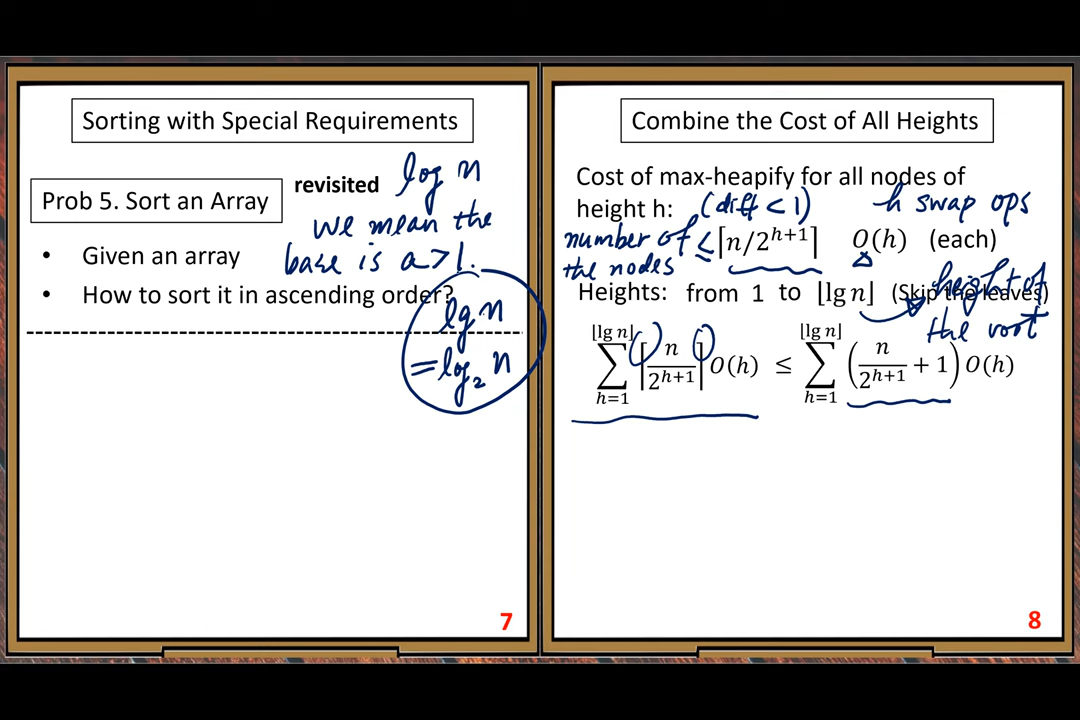 Sorting with Special Requirements
Prob 5. Sort an Array
revisited
log n
we mean the
base is a > 1.
• Given an array
• How to sort it in ascending order?
lg n
= log₂ n
7
Combine the Cost of All Heights
Cost of max-heapify for all nodes of
height h: (diff < 1) h swap ops
number of ≤ ⌈n/2^{h+1}⌉ O(h) (each)
the nodes
Heights: from 1 to ⌊lg n⌋ (Skip the leaves)
height of
the root
∑_{h=1}^{⌊lg n⌋} ⌈n/2^{h+1}⌉ O(h) ≤ ∑_{h=1}^{⌊lg n⌋} (n/2^{h+1} + 1) O(h)
8